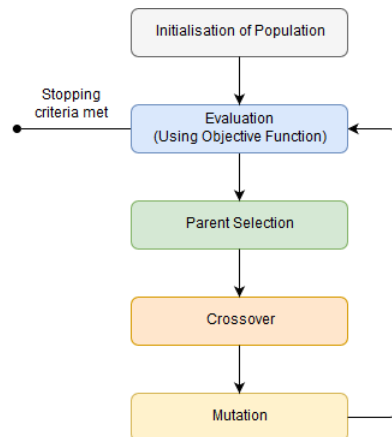 Initialisation of Population
Stopping
criteria met
Evaluation
(Using Objective Function)
Parent Selection
Crossover
Mutation